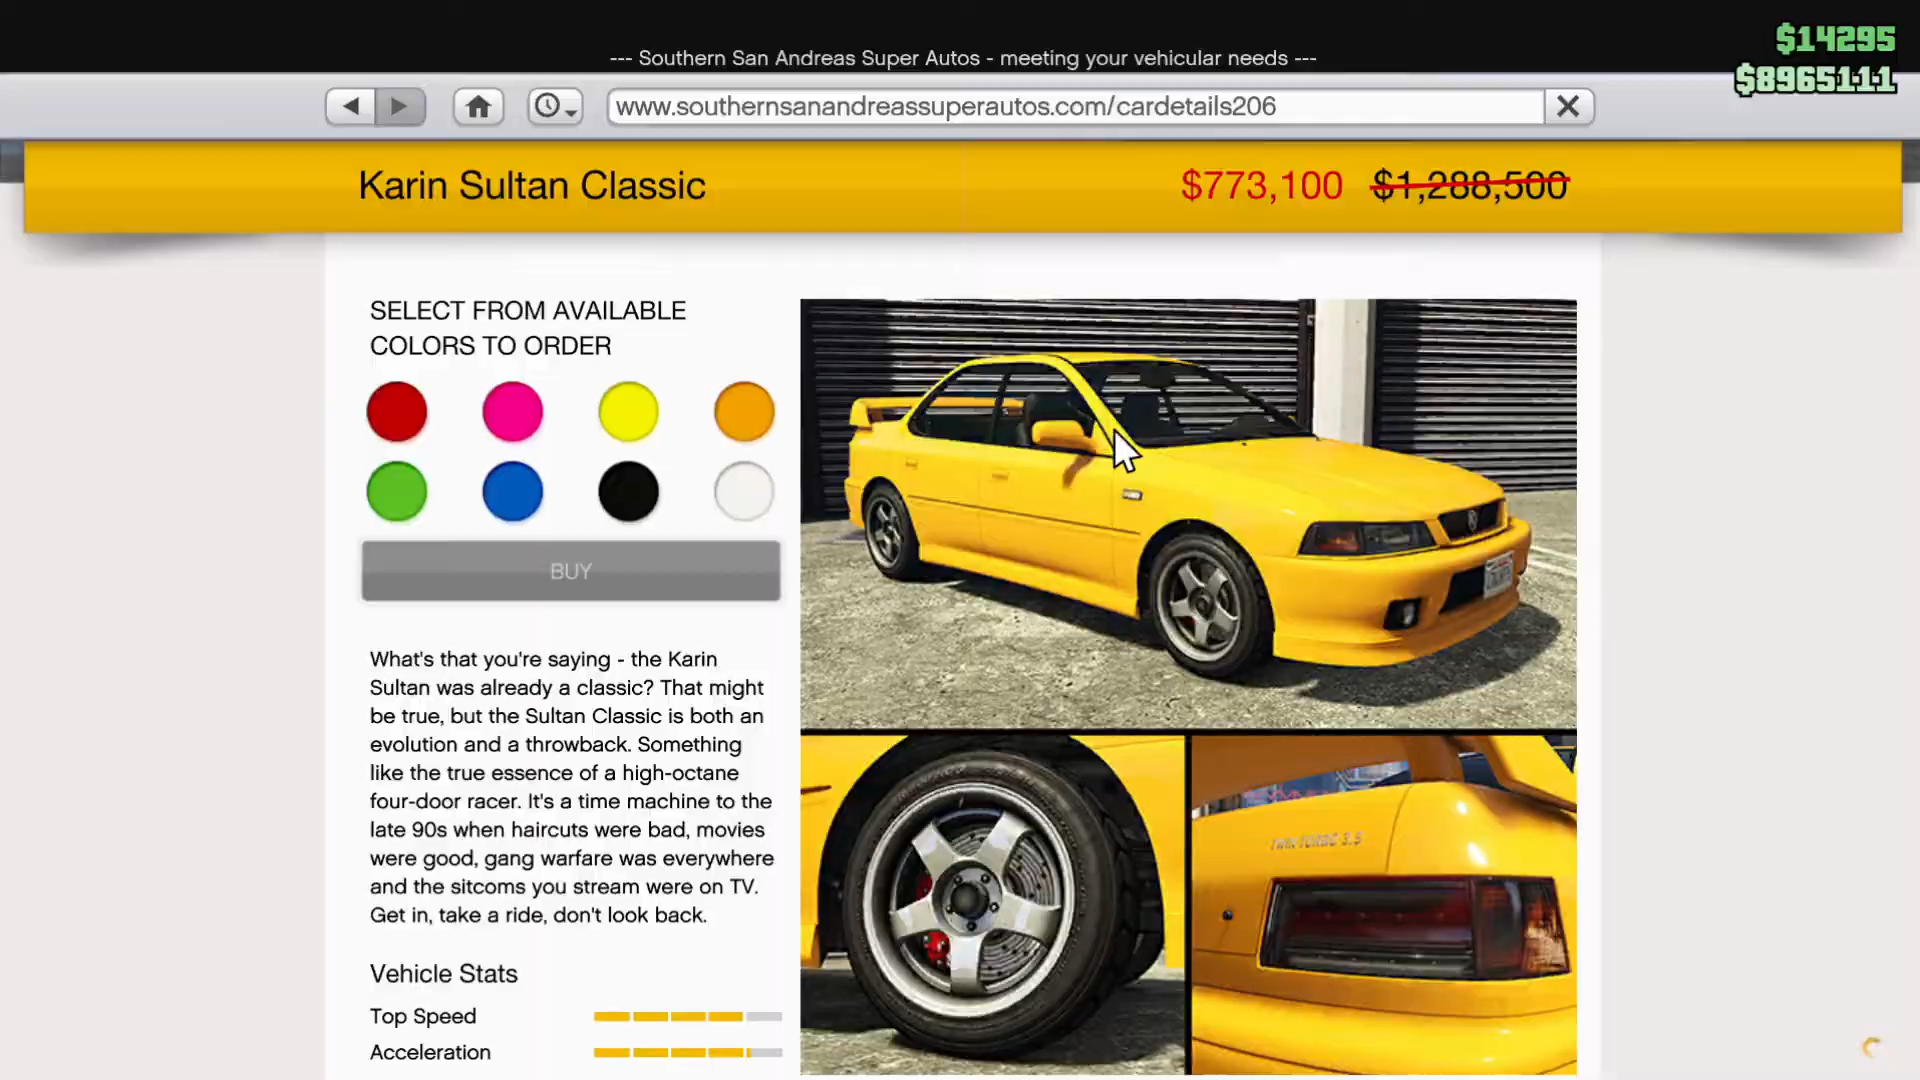 --- Southern San Andreas Super Autos - meeting your vehicular needs ---
$14295
$8965111
www.southernsanandreassuperautos.com/cardetails206
Karin Sultan Classic
$773,100 $1,288,500
SELECT FROM AVAILABLE
COLORS TO ORDER
BUY
What's that you're saying - the Karin
Sultan was already a classic? That might
be true, but the Sultan Classic is both an
evolution and a throwback. Something
like the true essence of a high-octane
four-door racer. It's a time machine to the
late 90s when haircuts were bad, movies
were good, gang warfare was everywhere
and the sitcoms you stream were on TV.
Get in, take a ride, don't look back.
TWIN TURBO 3.5
Vehicle Stats
Top Speed
Acceleration